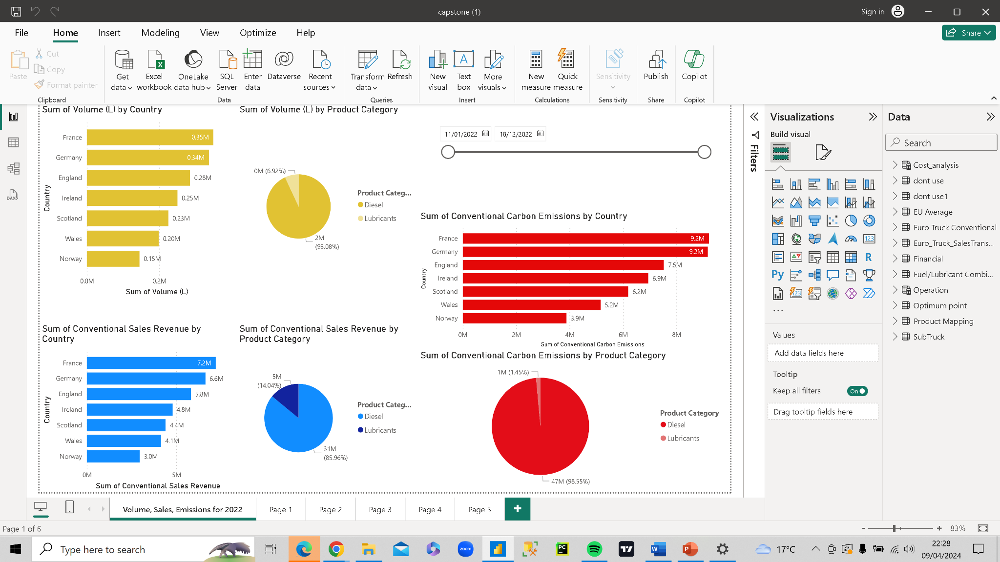 capstone (1)
Sign in
File
Home
Insert
Modeling
View
Optimize
Help
Share
Paste
Cut
Copy
Format painter
Clipboard
Get
data
Excel
workbook
OneLake
data hub
SQL
Server
Enter
data
Dataverse
Recent
sources
Data
Transform
data
Refresh
Queries
New
visual
Text
box
More
visuals
Insert
New
measure
Quick
measure
Calculations
Sensitivity
Sensitivity
Publish
Share
Copilot
Copilot
Sum of Volume (L) by Country
Country
France
0.35M
Germany
0.34M
England
0.28M
Ireland
0.25M
Scotland
0.23M
Wales
0.20M
Norway
0.15M
0.0M
0.2M
Sum of Volume (L)
Sum of Volume (L) by Product Category
0M (6.92%)
2M
(93.08%)
Product Categ...
Diesel
Lubricants
11/01/2022
18/12/2022
Sum of Conventional Carbon Emissions by Country
Country
France
9.2M
Germany
9.2M
England
7.5M
Ireland
6.9M
Scotland
6.2M
Wales
5.2M
Norway
3.9M
0M
2M
4M
6M
8M
Sum of Conventional Carbon Emissions
Sum of Conventional Sales Revenue by
Country
Country
France
7.2M
Germany
6.6M
England
5.8M
Ireland
4.8M
Scotland
4.4M
Wales
4.1M
Norway
3.0M
0M
5M
Sum of Conventional Sales Revenue
Sum of Conventional Sales Revenue by
Product Category
5M
(14.04%)
31M
(85.96%)
Product Categ...
Diesel
Lubricants
Sum of Conventional Carbon Emissions by Product Category
1M (1.45%)
47M (98.55%)
Product Category
Diesel
Lubricants
DAX
Filters
Visualizations
Build visual
123
R
Py
123
...
Values
Add data fields here
Tooltip
Keep all filters
On
Drag tooltip fields here
Data
Search
Cost_analysis
dont use
dont use1
EU Average
Euro Truck Conventional
Euro_Truck_SalesTrans...
Financial
Fuel/Lubricant Combi...
Operation
Optimum point
Product Mapping
SubTruck
Volume, Sales, Emissions for 2022
Page 1
Page 2
Page 3
Page 4
Page 5
+
Page 1 of 6
- + 83%
Type here to search
zoom
PC
W
P
17°C
22:28
09/04/2024